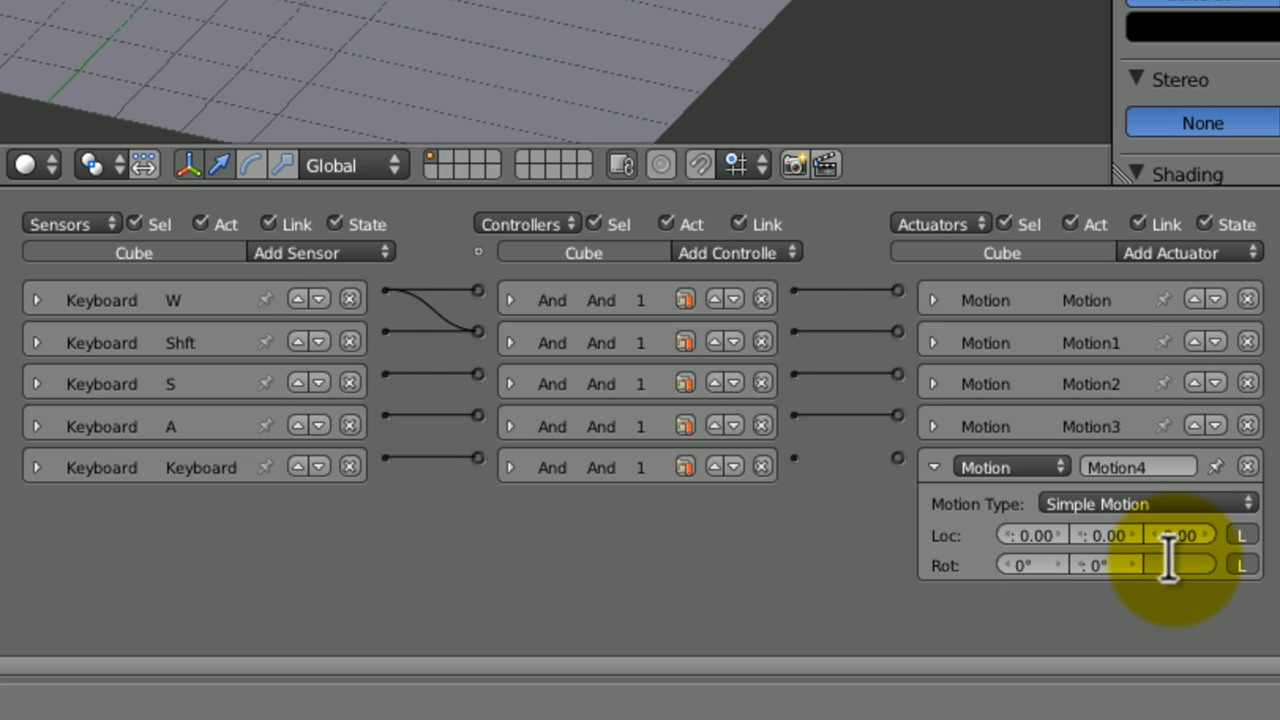 Stereo
None
Global
Shading
Sensors Sel Act Link State Controllers Sel Act Link Actuators Sel Act Link State
Cube Add Sensor Cube Add Controlle Cube Add Actuator
Keyboard W And And 1 Motion Motion
Keyboard Shft And And 1 Motion Motion1
Keyboard S And And 1 Motion Motion2
Keyboard A And And 1 Motion Motion3
Keyboard Keyboard And And 1 Motion Motion4
Motion Type: Simple Motion
Loc: : 0.00 : 0.00 0.00 L
Rot: 0° : 0° L